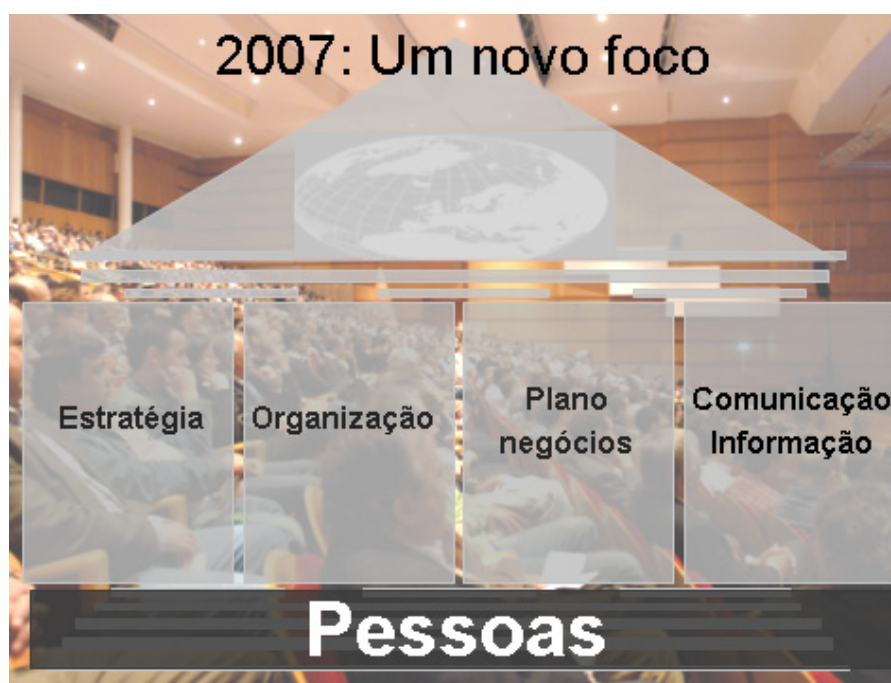 2007: Um novo foco
Estratégia
Organização
Plano
negócios
Comunicação
Informação
Pessoas